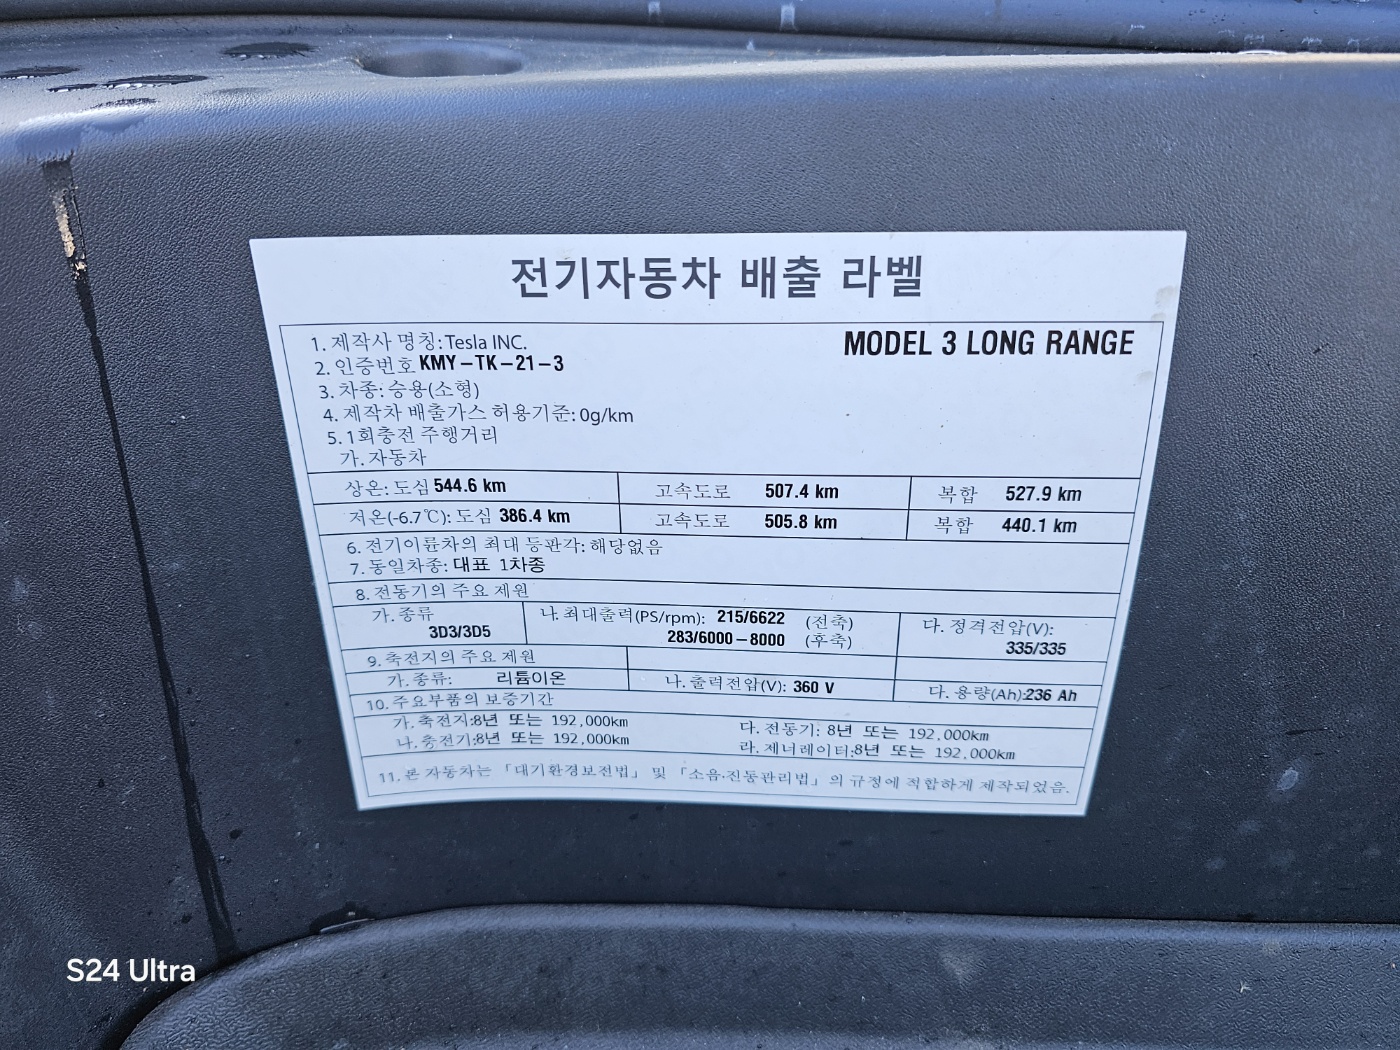 전기자동차 배출 라벨
MODEL 3 LONG RANGE
1. 제작사 명칭: Tesla INC.
2. 인증번호 KMY-TK-21-3
3. 차종: 승용(소형)
4. 제작차 배출가스 허용기준: 0g/km
5. 1회충전 주행거리
가. 자동차
상온: 도심 544.6 km 고속도로 507.4 km 복합 527.9 km
저온(-6.7℃): 도심 386.4 km 고속도로 505.8 km 복합 440.1 km
6. 전기이륜차의 최대 등판각: 해당없음
7. 동일차종: 대표 1차종
8. 전동기의 주요 제원
가. 종류 나. 최대출력(PS/rpm): 215/6622 (전축) 다. 정격전압(V):
3D3/3D5 283/6000-8000 (후축) 335/335
9. 축전지의 주요 제원
가. 종류: 리튬이온 나. 출력전압(V): 360 V 다. 용량(Ah):236 Ah
10. 주요부품의 보증기간
가. 축전지:8년 또는 192,000km 다. 전동기: 8년 또는 192,000km
나. 충전기:8년 또는 192,000km 라. 제너레이터:8년 또는 192,000km
11. 본 자동차는 「대기환경보전법」 및 「소음·진동관리법」의 규정에 적합하게 제작되었음.
S24 Ultra